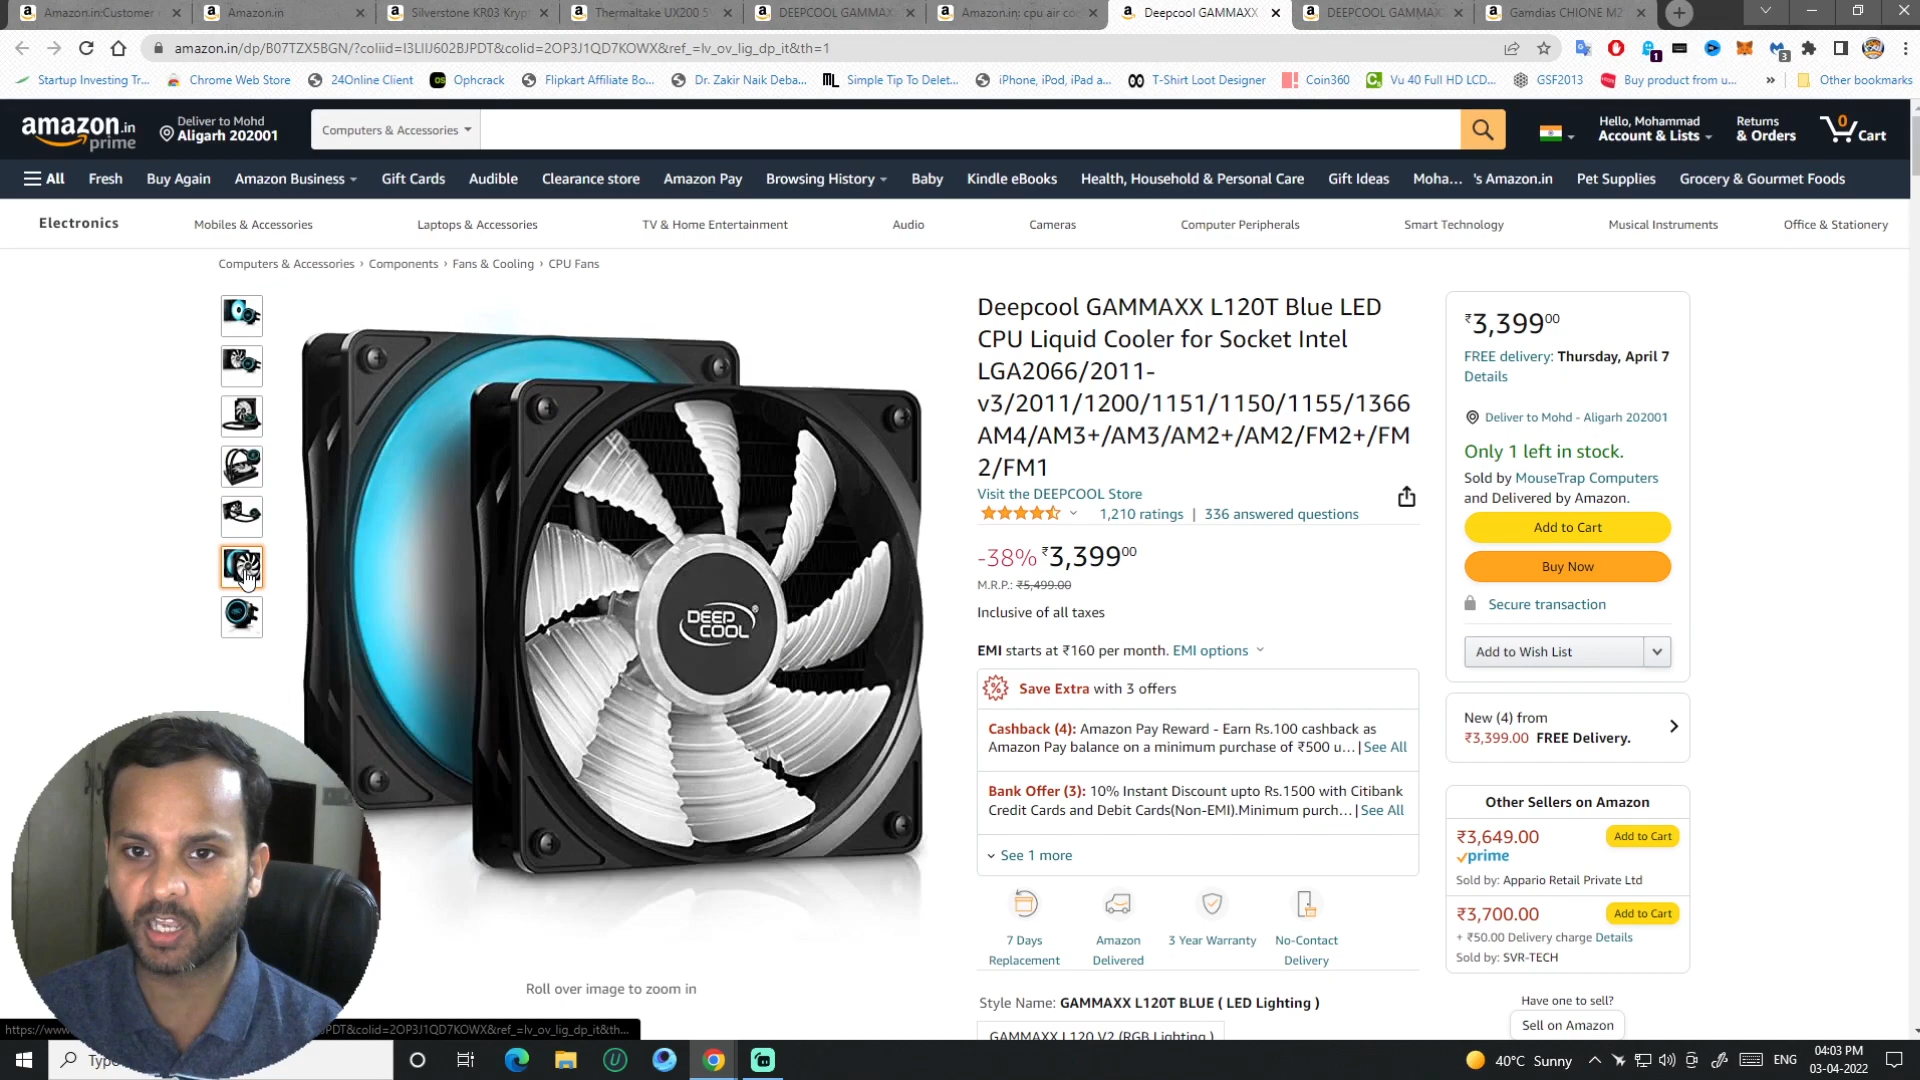 Amazon.in:Customer
Amazon.in
Silverstone KR03 Kryp
Thermaltake UX200 5V
DEEPCOOL GAMMAX
Amazon.in: cpu air co
Deepcool GAMMAXX
DEEPCOOL GAMMAX
Gamdias CHIONE M2
amazon.in/dp/B07TZX5BGN/?coliid=I3LIIJ602BJPDT&colid=2OP3J1QD7KOWX&ref_=lv_ov_lig_dp_it&th=1
Startup Investing Tr...
Chrome Web Store
24Online Client
Ophcrack
Flipkart Affiliate Bo...
Dr. Zakir Naik Deba...
Simple Tip To Delet...
iPhone, iPod, iPad a...
T-Shirt Loot Designer
Coin360
Vu 40 Full HD LCD...
GSF2013
Buy product from u...
»
Other bookmarks
amazon.in
prime
Deliver to Mohd
Aligarh 202001
Computers & Accessories
Hello, Mohammad
Account & Lists
Returns
& Orders
0
Cart
All
Fresh
Buy Again
Amazon Business
Gift Cards
Audible
Clearance store
Amazon Pay
Browsing History
Baby
Kindle eBooks
Health, Household & Personal Care
Gift Ideas
Moha... 's Amazon.in
Pet Supplies
Grocery & Gourmet Foods
Electronics
Mobiles & Accessories
Laptops & Accessories
TV & Home Entertainment
Audio
Cameras
Computer Peripherals
Smart Technology
Musical Instruments
Office & Stationery
Computers & Accessories › Components › Fans & Cooling › CPU Fans
DEEP
COOL
Roll over image to zoom in
Deepcool GAMMAXX L120T Blue LED
CPU Liquid Cooler for Socket Intel
LGA2066/2011-
v3/2011/1200/1151/1150/1155/1366
AM4/AM3+/AM3/AM2+/AM2/FM2+/FM
2/FM1
Visit the DEEPCOOL Store
1,210 ratings | 336 answered questions
-38% ₹3,399.00
M.R.P.: ₹5,499.00
Inclusive of all taxes
EMI starts at ₹160 per month. EMI options
Save Extra with 3 offers
Cashback (4): Amazon Pay Reward - Earn Rs.100 cashback as
Amazon Pay balance on a minimum purchase of ₹500 u... | See All
Bank Offer (3): 10% Instant Discount upto Rs.1500 with Citibank
Credit Cards and Debit Cards(Non-EMI).Minimum purch... | See All
See 1 more
7 Days
Replacement
Amazon
Delivered
3 Year Warranty
No-Contact
Delivery
Style Name: GAMMAXX L120T BLUE ( LED Lighting )
GAMMAXX L120 V2 (RGB Lighting )
₹3,399.00
FREE delivery: Thursday, April 7
Details
Deliver to Mohd - Aligarh 202001
Only 1 left in stock.
Sold by MouseTrap Computers
and Delivered by Amazon.
Add to Cart
Buy Now
Secure transaction
Add to Wish List
New (4) from
₹3,399.00 FREE Delivery.
Other Sellers on Amazon
₹3,649.00
Add to Cart
prime
Sold by: Appario Retail Private Ltd
₹3,700.00
Add to Cart
+ ₹50.00 Delivery charge Details
Sold by: SVR-TECH
Have one to sell?
Sell on Amazon
https://ww
JPDT&colid=2OP3J1QD7KOWX&ref_=lv_ov_lig_dp_it&th...
Type
40°C Sunny
ENG
04:03 PM
03-04-2022